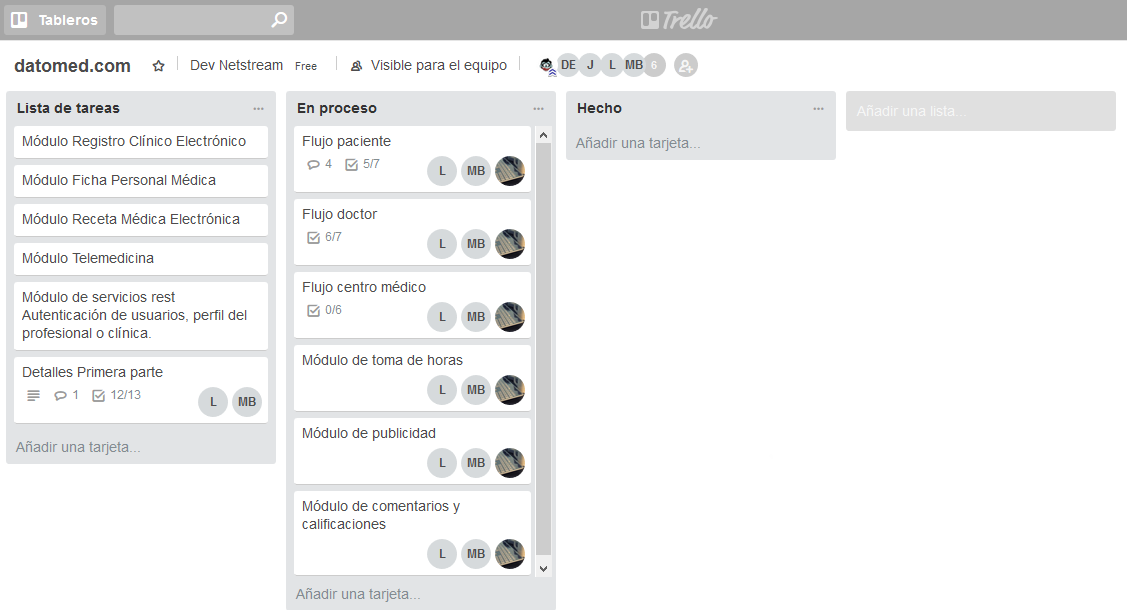 Tableros
Trello
datomed.com
Dev Netstream Free
Visible para el equipo
DE J L MB 6
Lista de tareas
Módulo Registro Clínico Electrónico
Módulo Ficha Personal Médica
Módulo Receta Médica Electrónica
Módulo Telemedicina
Módulo de servicios rest
Autenticación de usuarios, perfil del
profesional o clínica.
Detalles Primera parte
1 12/13
L MB
Añadir una tarjeta...
En proceso
Flujo paciente
4 5/7
L MB
Flujo doctor
6/7
L MB
Flujo centro médico
0/6
L MB
Módulo de toma de horas
L MB
Módulo de publicidad
L MB
Módulo de comentarios y
calificaciones
L MB
Añadir una tarjeta...
Hecho
Añadir una tarjeta...
Añadir una lista...